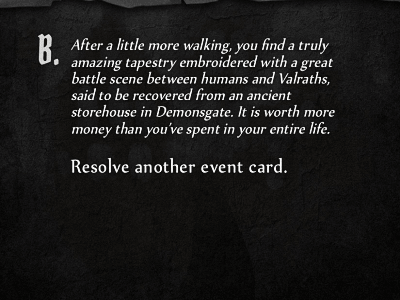 B. After a little more walking, you find a truly
amazing tapestry embroidered with a great
battle scene between humans and Valraths,
said to be recovered from an ancient
storehouse in Demonsgate. It is worth more
money than you've spent in your entire life.
Resolve another event card.